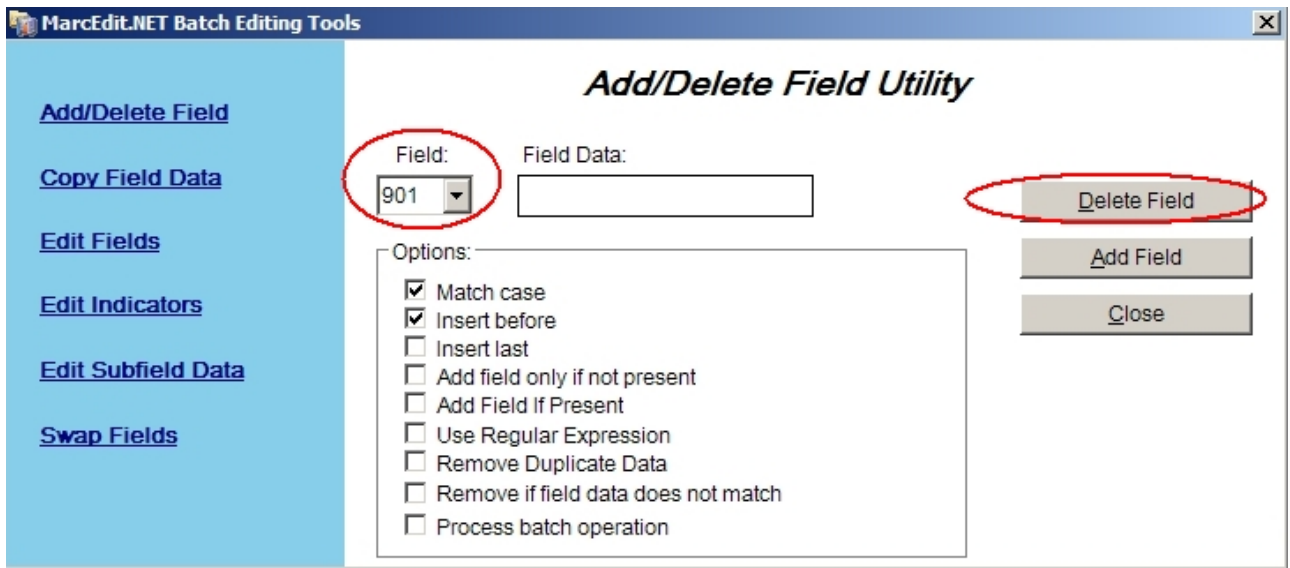 MarcEdit.NET Batch Editing Tools
Add/Delete Field
Copy Field Data
Edit Fields
Edit Indicators
Edit Subfield Data
Swap Fields
Add/Delete Field Utility
Field:
Field Data:
901
Delete Field
Add Field
Close
Options:
Match case
Insert before
Insert last
Add field only if not present
Add Field If Present
Use Regular Expression
Remove Duplicate Data
Remove if field data does not match
Process batch operation